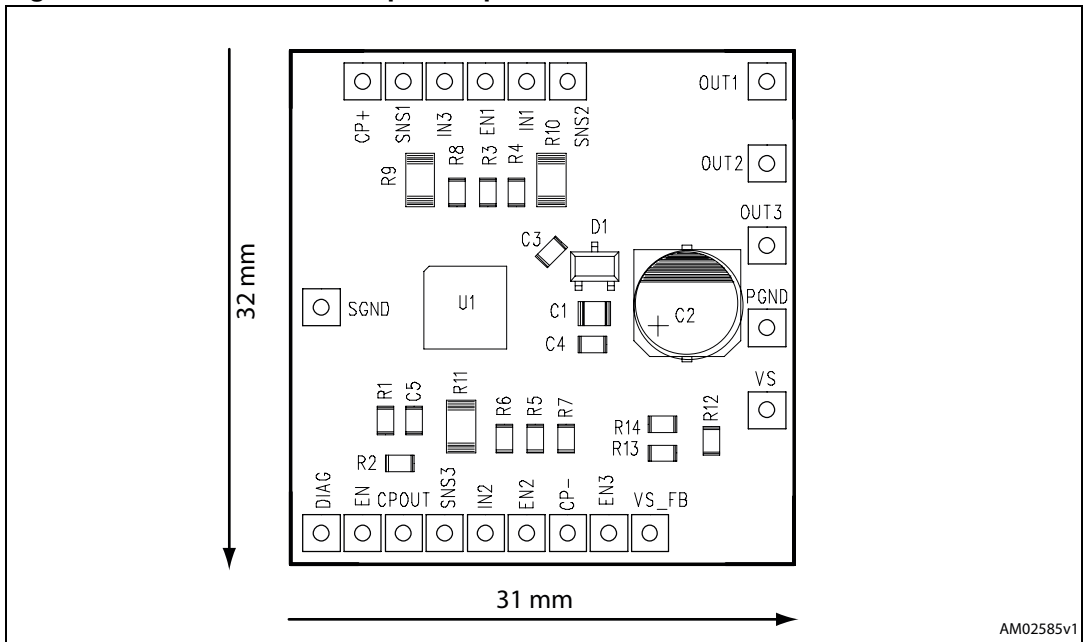 OUT1
CP+
SNS1
IN3
EN1
IN1
SNS2
R9
R8
R3
R4
R10
OUT2
OUT3
C3
D1
32 mm
SGND
U1
C1
C4
C2
PGND
VS
R1
C5
R11
R6
R5
R7
R14
R13
R12
R2
DIAG
EN
CPOUT
SNS3
IN2
EN2
CP-
EN3
VS_FB
31 mm
AM02585v1